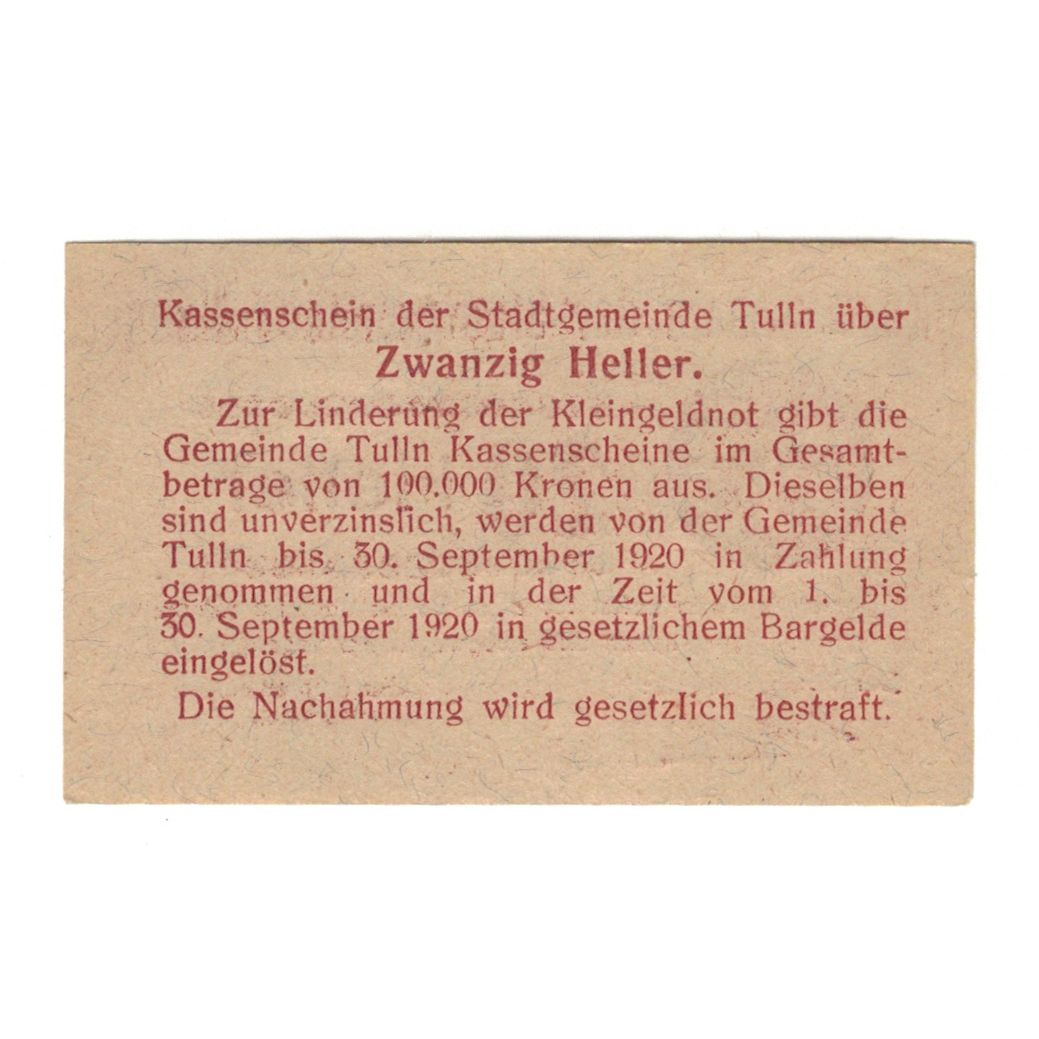 Kassenschein der Stadtgemeinde Tulln über
Zwanzig Heller.
Zur Linderung der Kleingeldnot gibt die
Gemeinde Tulln Kassenscheine im Gesamt-
betrage von 100.000 Kronen aus. Dieselben
sind unverzinslich, werden von der Gemeinde
Tulln bis 30. September 1920 in Zahlung
genommen und in der Zeit vom 1. bis
30. September 1920 in gesetzlichem Bargelde
eingelöst.
Die Nachahmung wird gesetzlich bestraft.